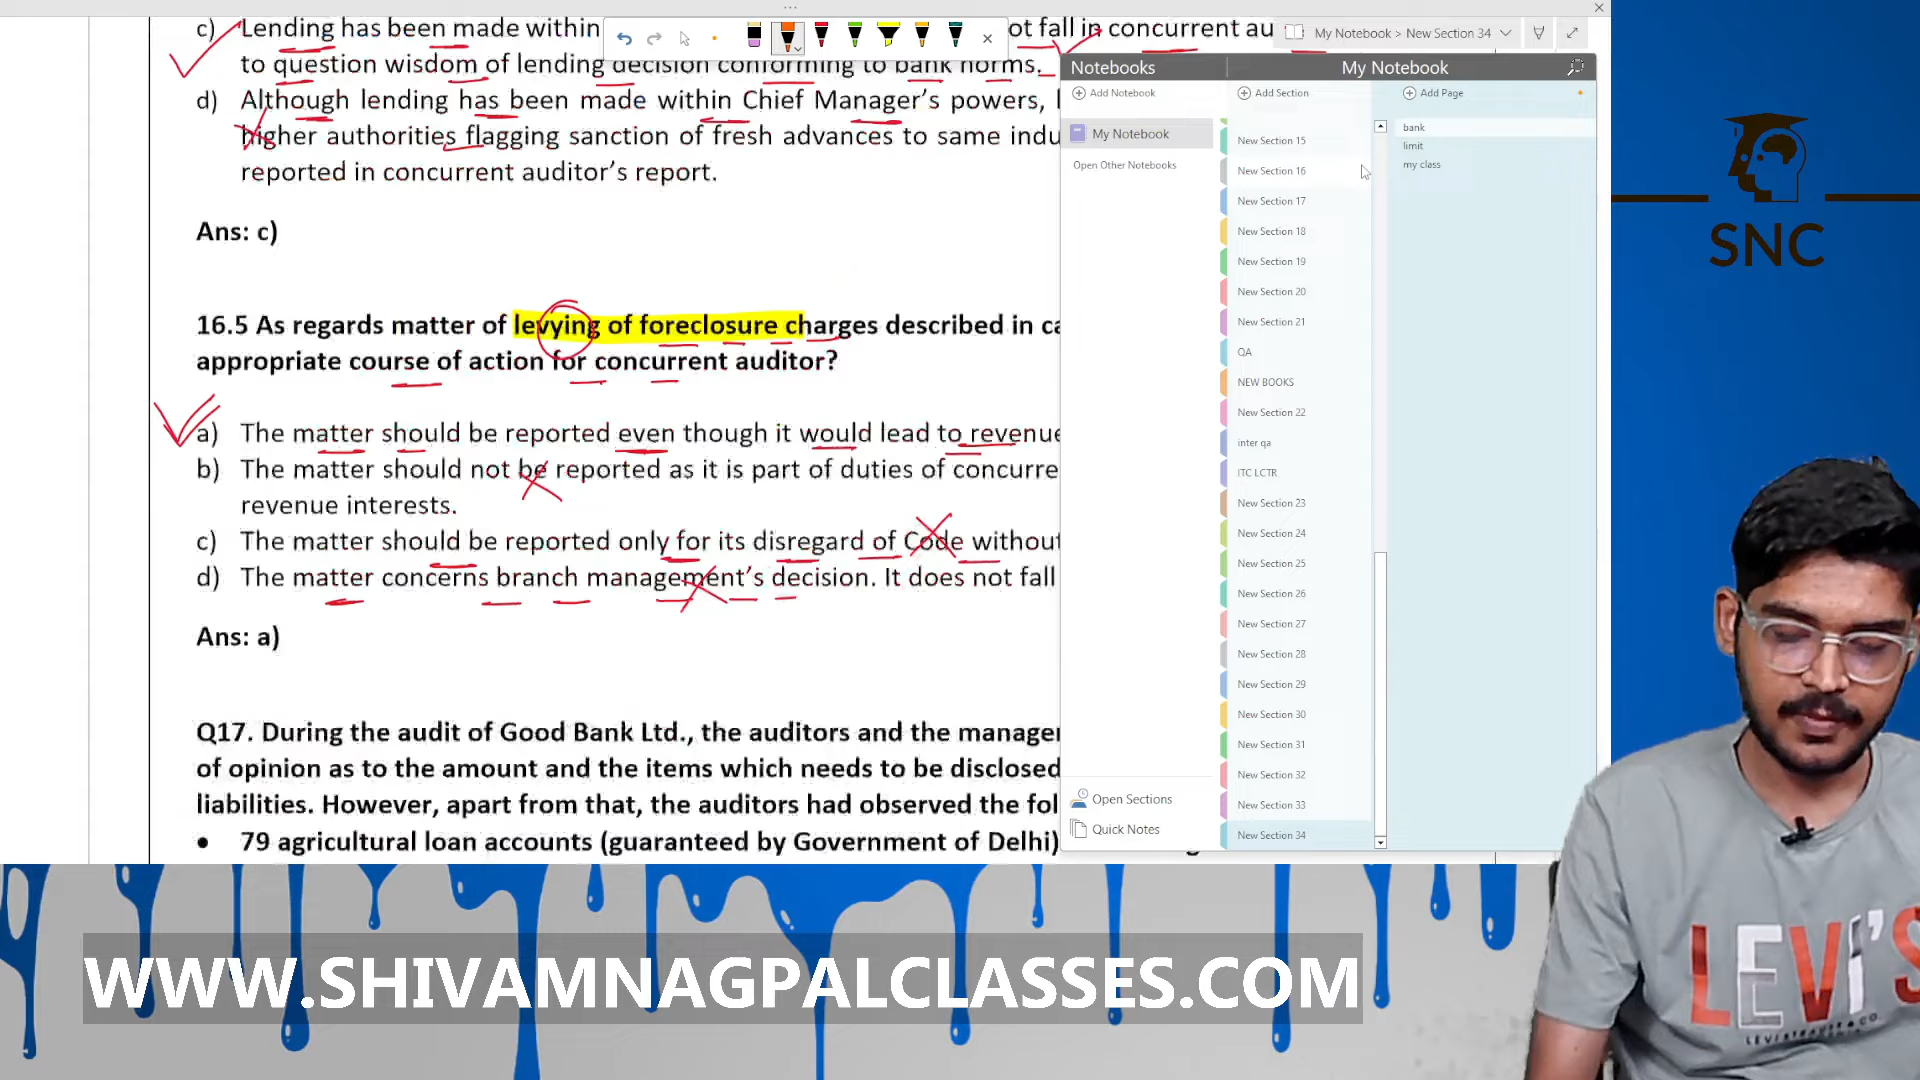 c) Lending has been made within
ot fall in concurrent au
to question wisdom of lending decision conforming to bank norms.
d) Although lending has been made within Chief Manager's powers,
higher authorities flagging sanction of fresh advances to same indu
reported in concurrent auditor's report.
Ans: c)
16.5 As regards matter of levying of foreclosure charges described in ca
appropriate course of action for concurrent auditor?
a) The matter should be reported even though it would lead to revenue
b) The matter should not be reported as it is part of duties of concurre
revenue interests.
c) The matter should be reported only for its disregard of Code without
d) The matter concerns branch management's decision. It does not fall
Ans: a)
Q17. During the audit of Good Bank Ltd., the auditors and the manager
of opinion as to the amount and the items which needs to be disclosed
liabilities. However, apart from that, the auditors had observed the fol
• 79 agricultural loan accounts (guaranteed by Government of Delhi)
My Notebook > New Section 34
Notebooks
My Notebook
Add Notebook
Add Section
Add Page
My Notebook
Open Other Notebooks
New Section 15
New Section 16
New Section 17
New Section 18
New Section 19
New Section 20
New Section 21
QA
NEW BOOKS
New Section 22
inter qa
ITC LCTR
New Section 23
New Section 24
New Section 25
New Section 26
New Section 27
New Section 28
New Section 29
New Section 30
New Section 31
New Section 32
New Section 33
New Section 34
bank
limit
my class
Open Sections
Quick Notes
SNC
WWW.SHIVAMNAGPALCLASSES.COM
LEVI'S